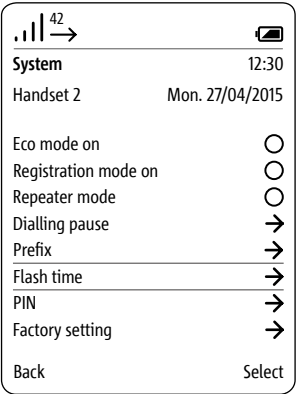 42
System 12:30
Handset 2 Mon. 27/04/2015
Eco mode on
Registration mode on
Repeater mode
Dialling pause
Prefix
Flash time
PIN
Factory setting
Back Select